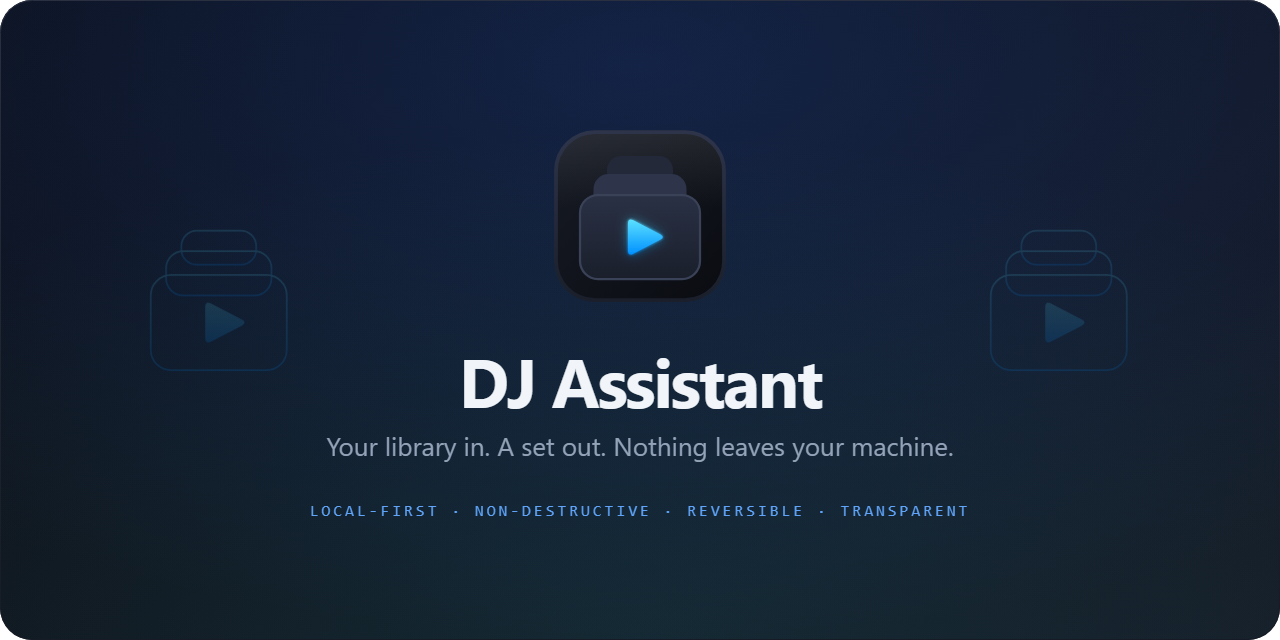 DJ Assistant
Your library in. A set out. Nothing leaves your machine.
LOCAL-FIRST · NON-DESTRUCTIVE · REVERSIBLE · TRANSPARENT